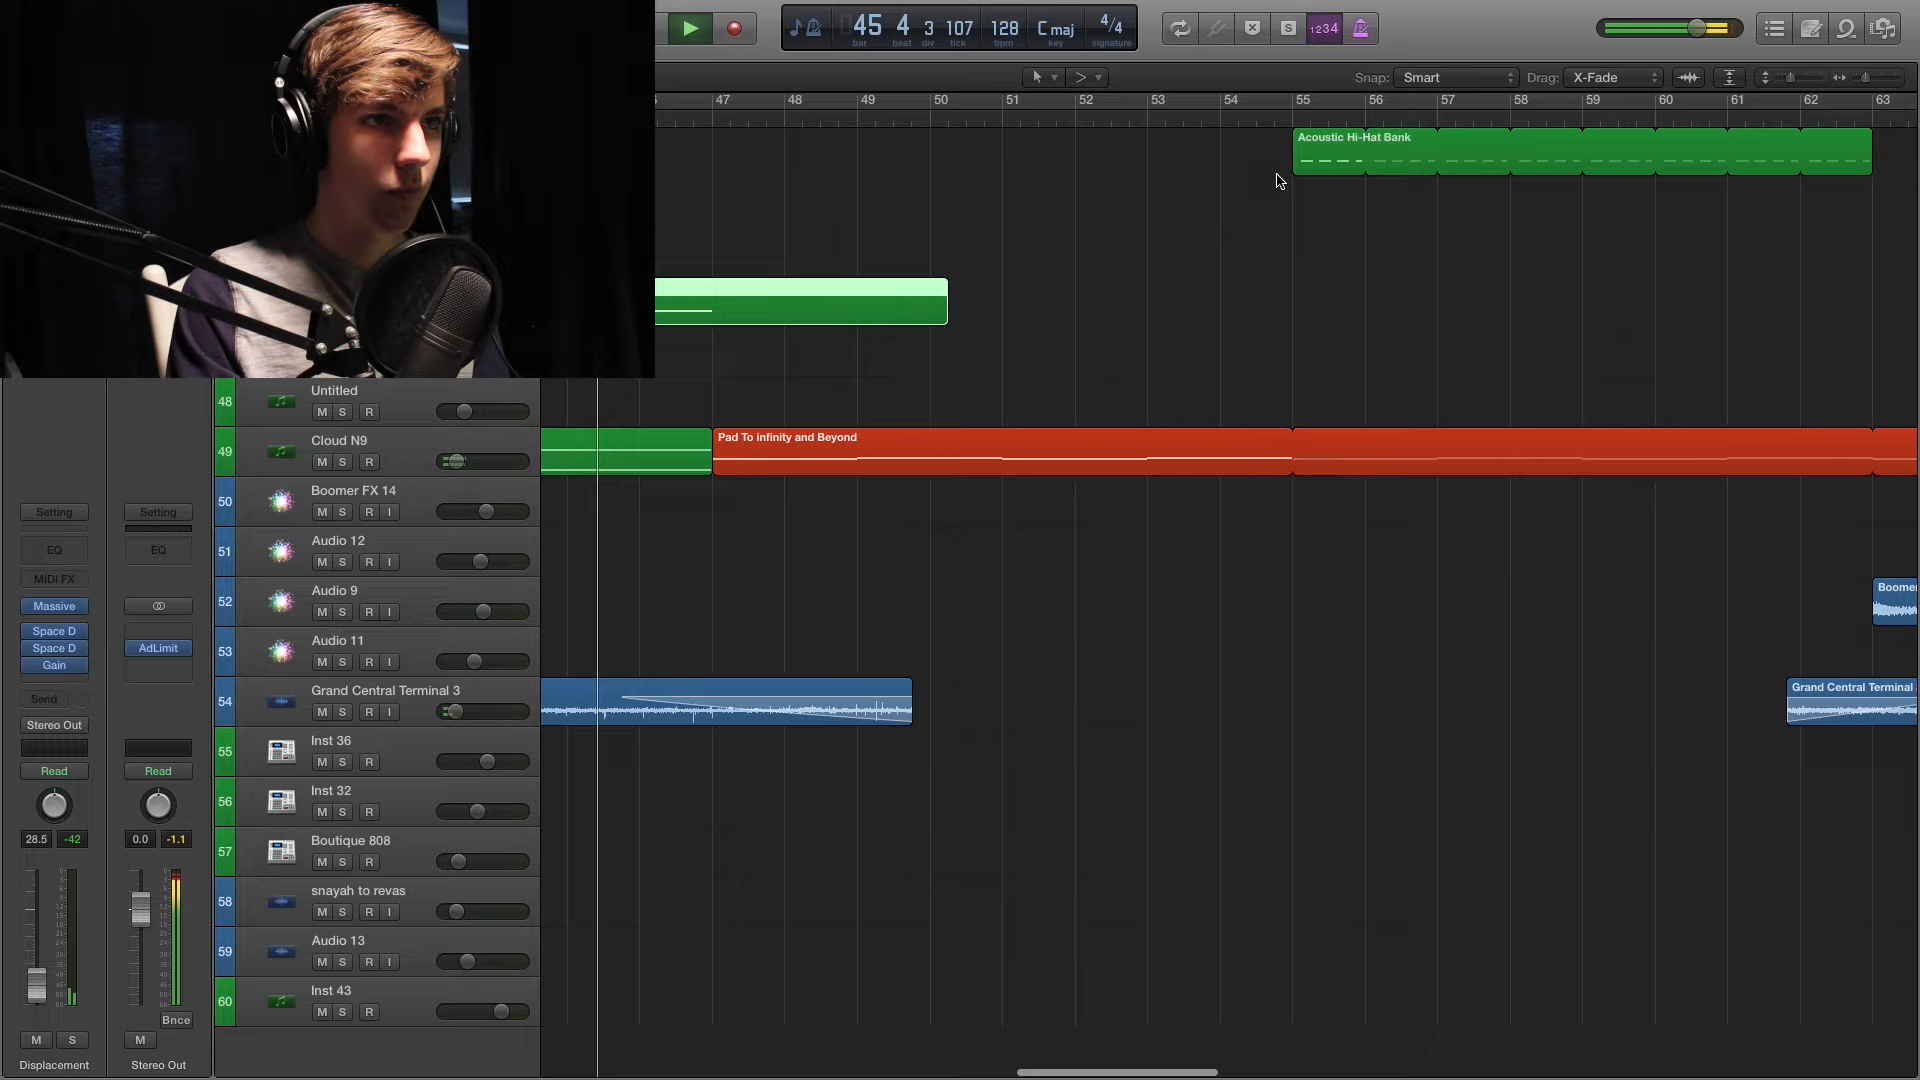 45 4 3 107 128 C maj 4/4
bar beat div tick bpm key signature
S 1234
Snap: Smart Drag: X-Fade
47 48 49 50 51 52 53 54 55 56 57 58 59 60 61 62 63
Acoustic Hi-Hat Bank
48 Untitled
M S R
49 Cloud N9
M S R
Pad To infinity and Beyond
50 Boomer FX 14
M S R I
51 Audio 12
M S R I
52 Audio 9
M S R I
Boomer
53 Audio 11
M S R I
54 Grand Central Terminal 3
M S R I
Grand Central Terminal
55 Inst 36
M S R
56 Inst 32
M S R
57 Boutique 808
M S R
58 snayah to revas
M S R I
59 Audio 13
M S R I
60 Inst 43
M S R
Setting Setting
EQ EQ
MIDI FX
Massive
Space D
Space D AdLimit
Gain
Send
Stereo Out
Read Read
28.5 -42 0.0 -1.1
Bnce
M S M
Displacement Stereo Out